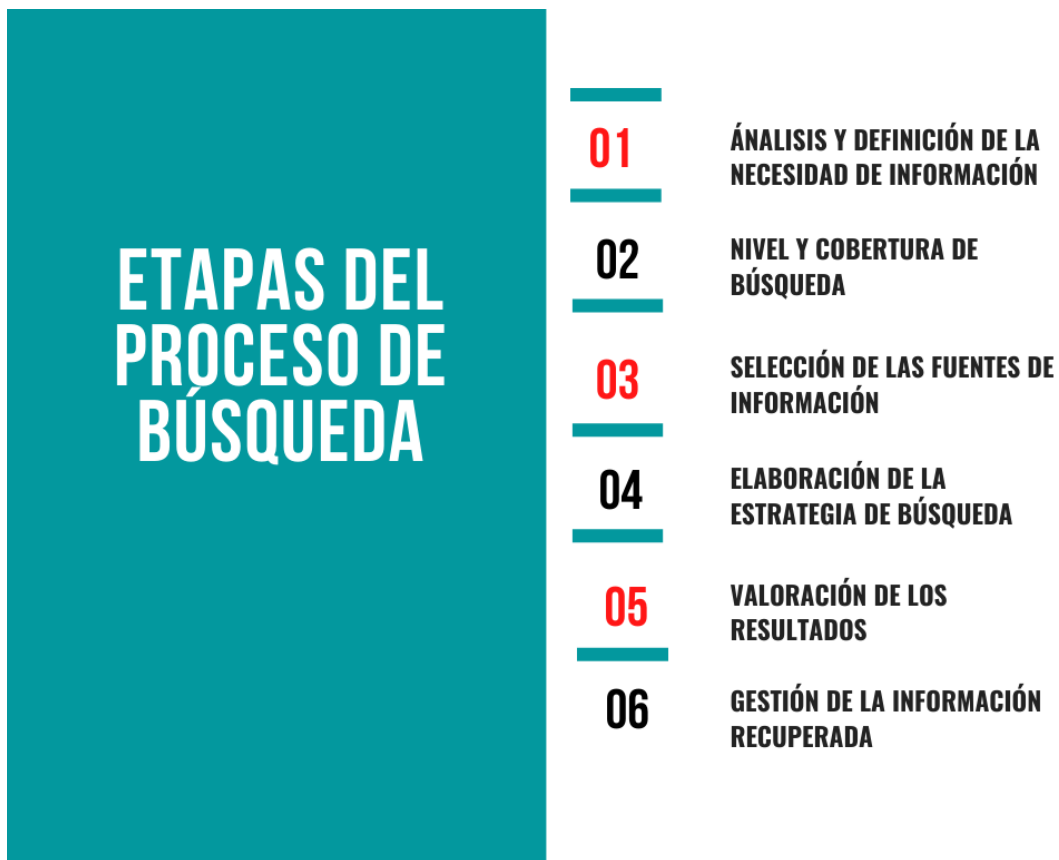 ETAPAS DEL
PROCESO DE
BÚSQUEDA
01
ÁNALISIS Y DEFINICIÓN DE LA
NECESIDAD DE INFORMACIÓN
02
NIVEL Y COBERTURA DE
BÚSQUEDA
03
SELECCIÓN DE LAS FUENTES DE
INFORMACIÓN
04
ELABORACIÓN DE LA
ESTRATEGIA DE BÚSQUEDA
05
VALORACIÓN DE LOS
RESULTADOS
06
GESTIÓN DE LA INFORMACIÓN
RECUPERADA